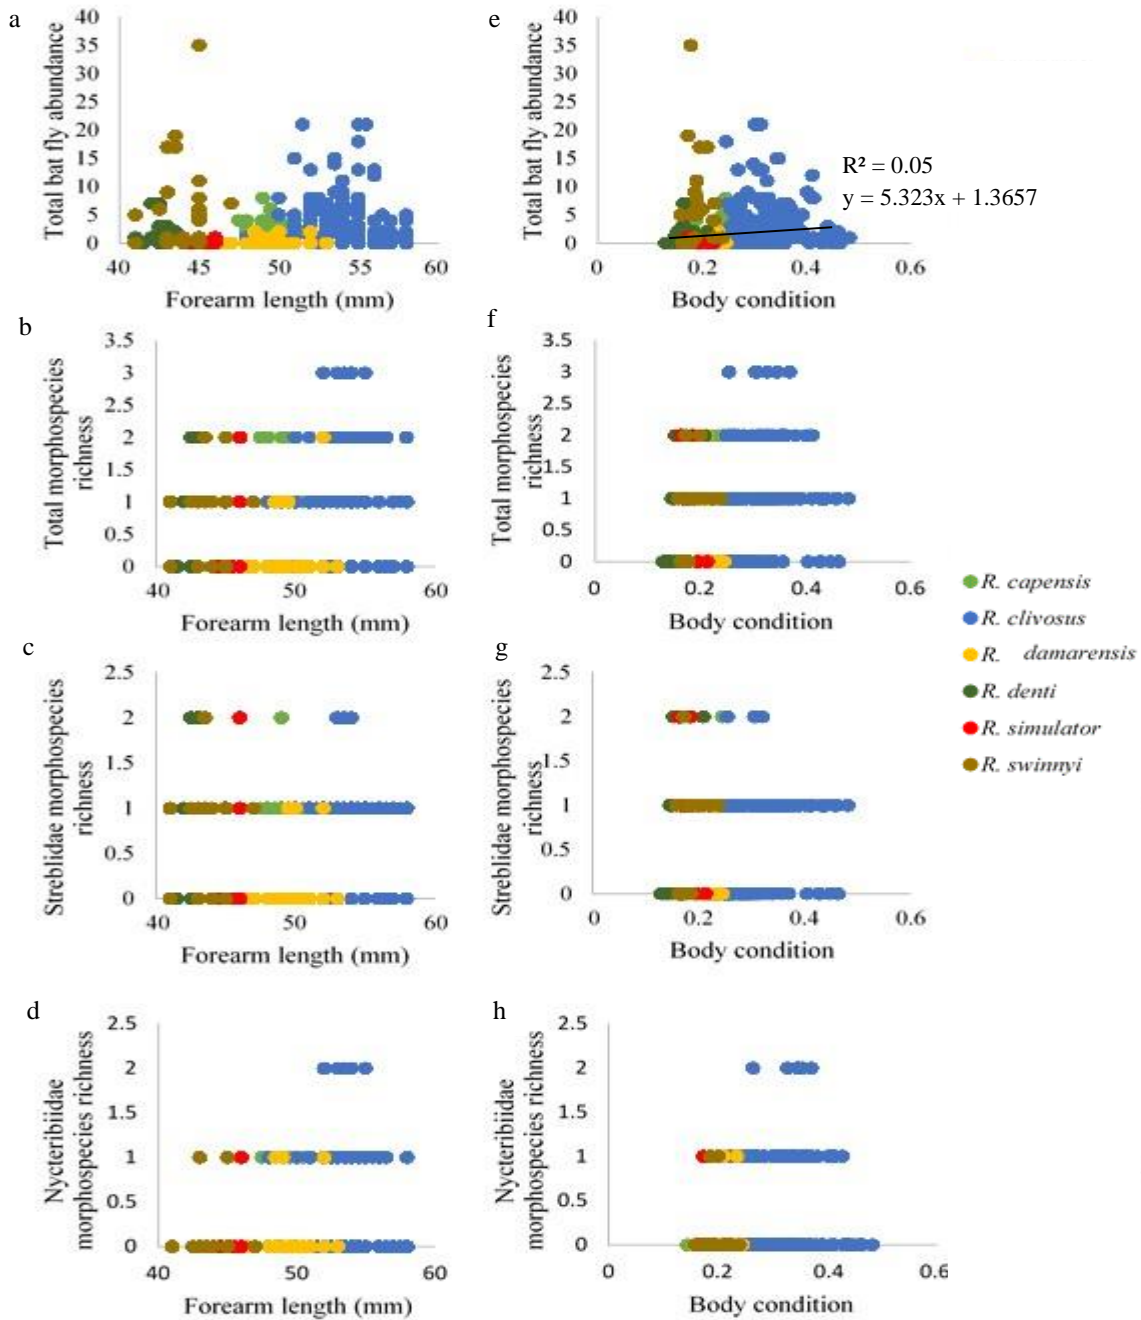 a
Total bat fly abundance
40
35
30
25
20
15
10
5
0
40
45
50
55
60
Forearm length (mm)
e
Total bat fly abundance
40
35
30
25
20
15
10
5
0
0
0.2
0.4
0.6
Body condition
R² = 0.05
y = 5.323x + 1.3657
b
Total morphospecies
richness
3.5
3
2.5
2
1.5
1
0.5
0
40
50
60
Forearm length (mm)
f
Total morphospecies
richness
3.5
3
2.5
2
1.5
1
0.5
0
0
0.2
0.4
0.6
Body condition
c
Streblidae morphospecies
richness
2.5
2
1.5
1
0.5
0
40
50
60
Forearm length (mm)
g
Streblidae morphospecies
richness
2.5
2
1.5
1
0.5
0
0
0.2
0.4
0.6
Body condition
R. capensis
R. clivosus
R. damarensis
R. denti
R. simulator
R. swinnyi
d
Nycteribiidae
morphospecies richness
2.5
2
1.5
1
0.5
0
40
50
60
Forearm length (mm)
h
Nycteribiidae
morphospecies richness
2.5
2
1.5
1
0.5
0
0
0.2
0.4
0.6
Body condition